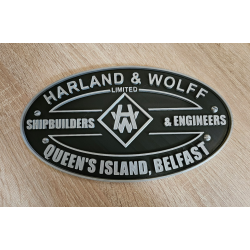 HARLAND & WOLFF
LIMITED
SHIPBUILDERS & ENGINEERS
HW
QUEEN'S ISLAND, BELFAST